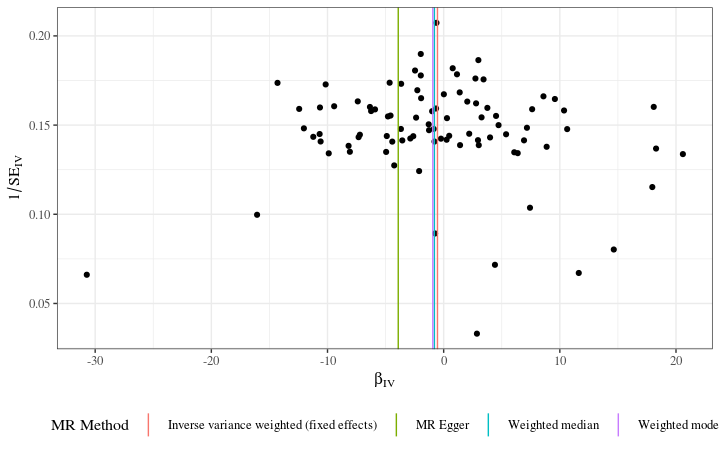 0.20
0.15
0.10
0.05
1/SE_IV
-30
-20
-10
0
10
20
β_IV
MR Method
Inverse variance weighted (fixed effects)
MR Egger
Weighted median
Weighted mode